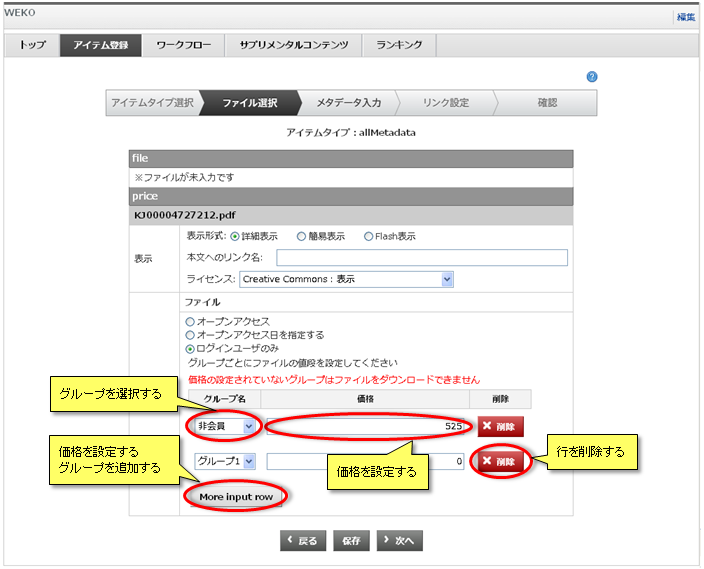 WEKO
編集
トップ アイテム登録 ワークフロー サプリメンタルコンテンツ ランキング
?
アイテムタイプ選択 ファイル選択 メタデータ入力 リンク設定 確認
アイテムタイプ：allMetadata
file
※ファイルが未入力です
price
KJ00004727212.pdf
表示
表示形式: 詳細表示 簡易表示 Flash表示
本文へのリンク名:
ライセンス: Creative Commons : 表示
ファイル
オープンアクセス
オープンアクセス日を指定する
ログインユーザのみ
グループごとにファイルの値段を設定してください
価格の設定されていないグループはファイルをダウンロードできません
グループ名 価格 削除
グループを選択する
非会員 525 削除
価格を設定する
グループを追加する
価格を設定する
行を削除する
グループ1 0 削除
More input row
戻る 保存 次へ